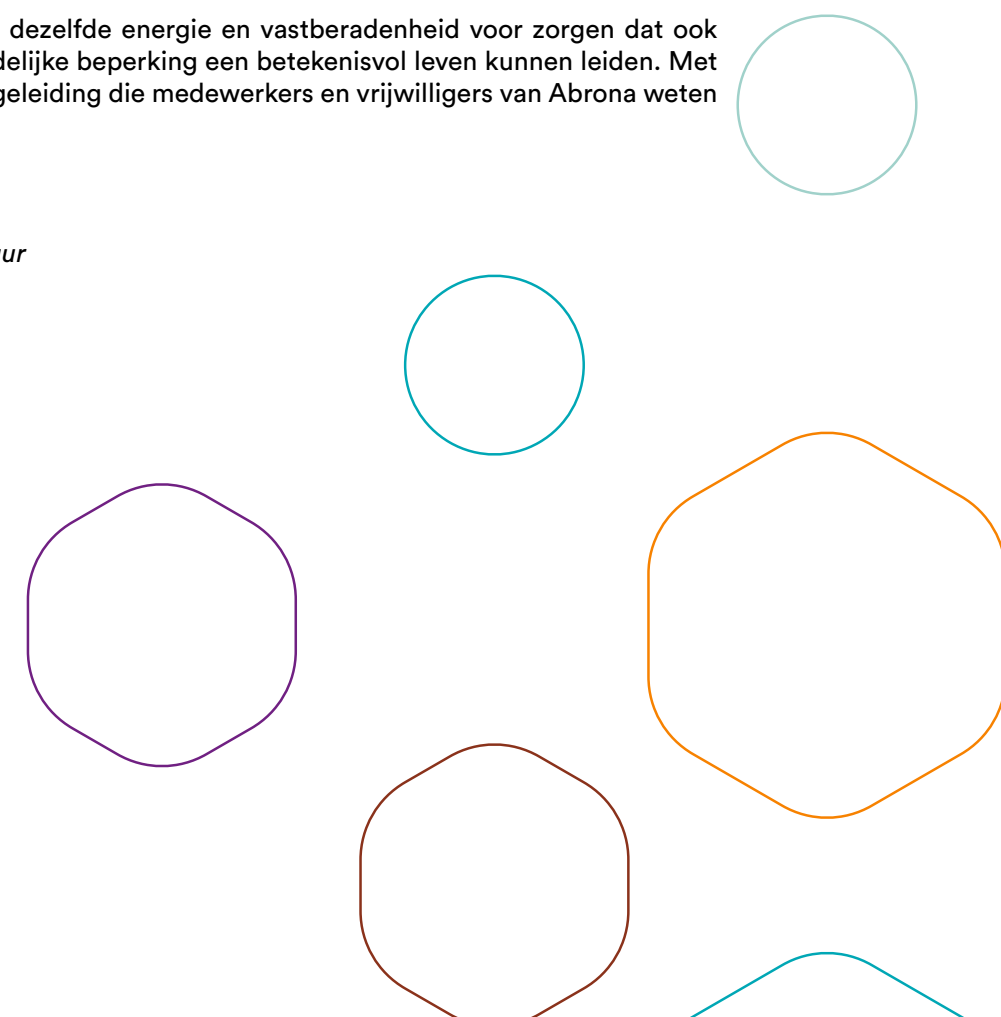 dezelfde energie en vastberadenheid voor zorgen dat ook
delijke beperking een betekenisvol leven kunnen leiden. Met
geleiding die medewerkers en vrijwilligers van Abrona weten